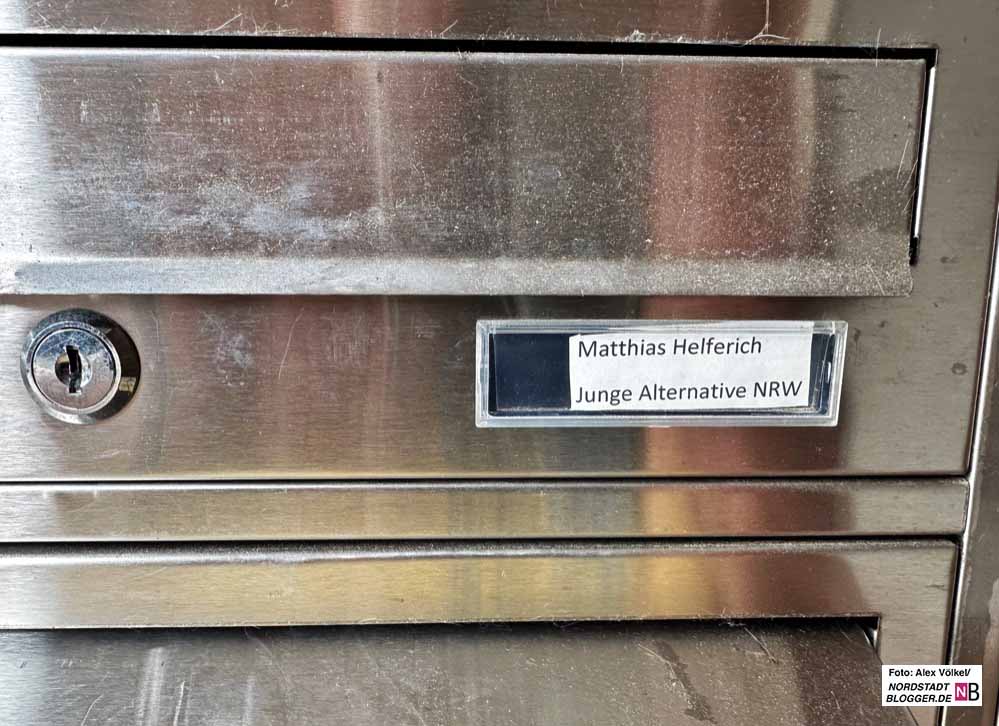 Matthias Helferich
Junge Alternative NRW
Foto: Alex Völkel/
NORDSTADT
BLOGGER.DE
NB